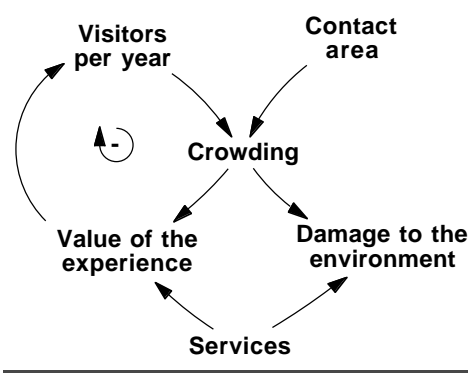 Visitors
per year
Contact
area
-
Crowding
Value of the
experience
Damage to the
environment
Services